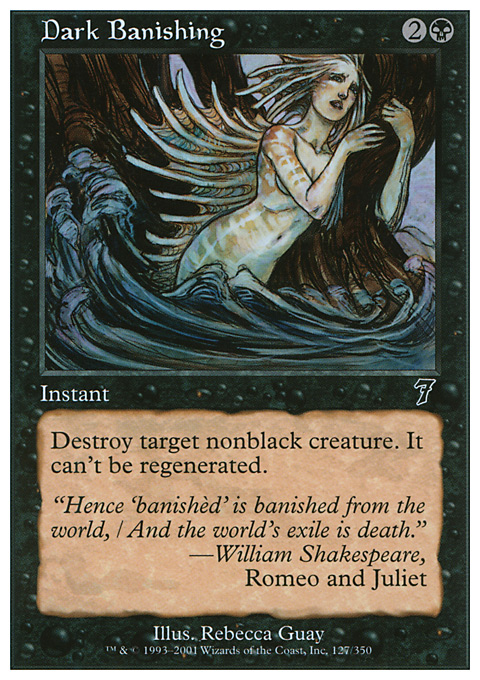 Dark Banishing 2
Instant 7
Destroy target nonblack creature. It
can't be regenerated.
“Hence ‘banishèd’ is banished from the
world, / And the world's exile is death.”
—William Shakespeare,
Romeo and Juliet
Illus. Rebecca Guay
™ & © 1993–2001 Wizards of the Coast, Inc. 127/350